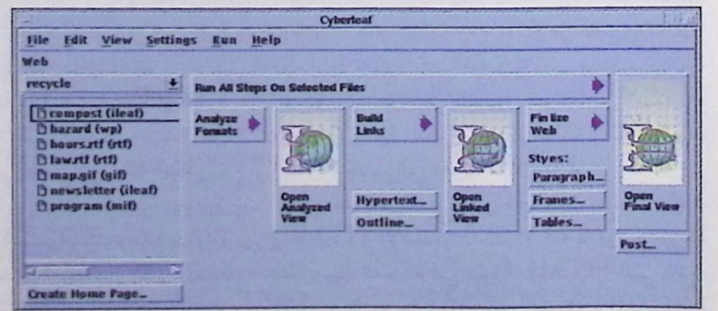 Cyberleaf
File Edit View Settings Run Help
Web
recycle
compost (ileaf)
hazard (wp)
hours.rtf (rtf)
law.rtf (rtf)
map.gif (gif)
newsletter (ileaf)
program (mif)
Create Home Page...
Run All Steps On Selected Files
Analyze
Formats
Open
Analyzed
View
Build
Links
Hypertext...
Outline...
Open
Linked
View
Fin lize
Web
Styes:
Paragraph...
Frames...
Tables...
Open
Final View
Post...